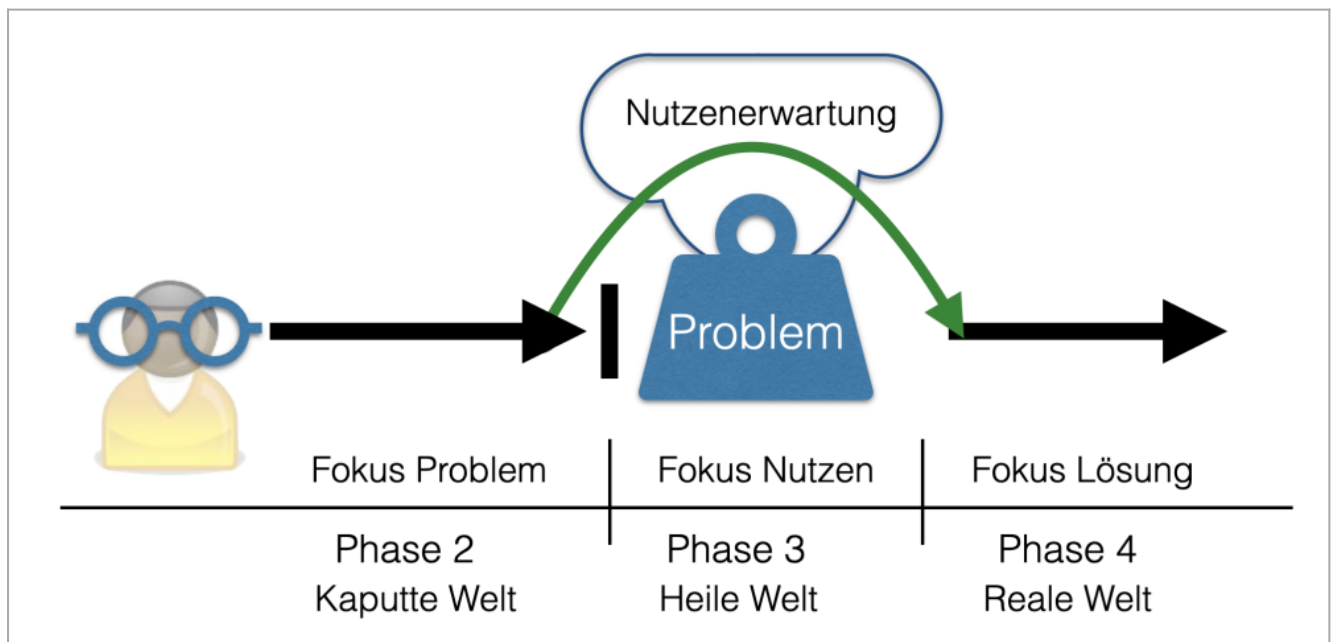 Nutzenerwartung
Problem
Fokus Problem
Fokus Nutzen
Fokus Lösung
Phase 2
Phase 3
Phase 4
Kaputte Welt
Heile Welt
Reale Welt